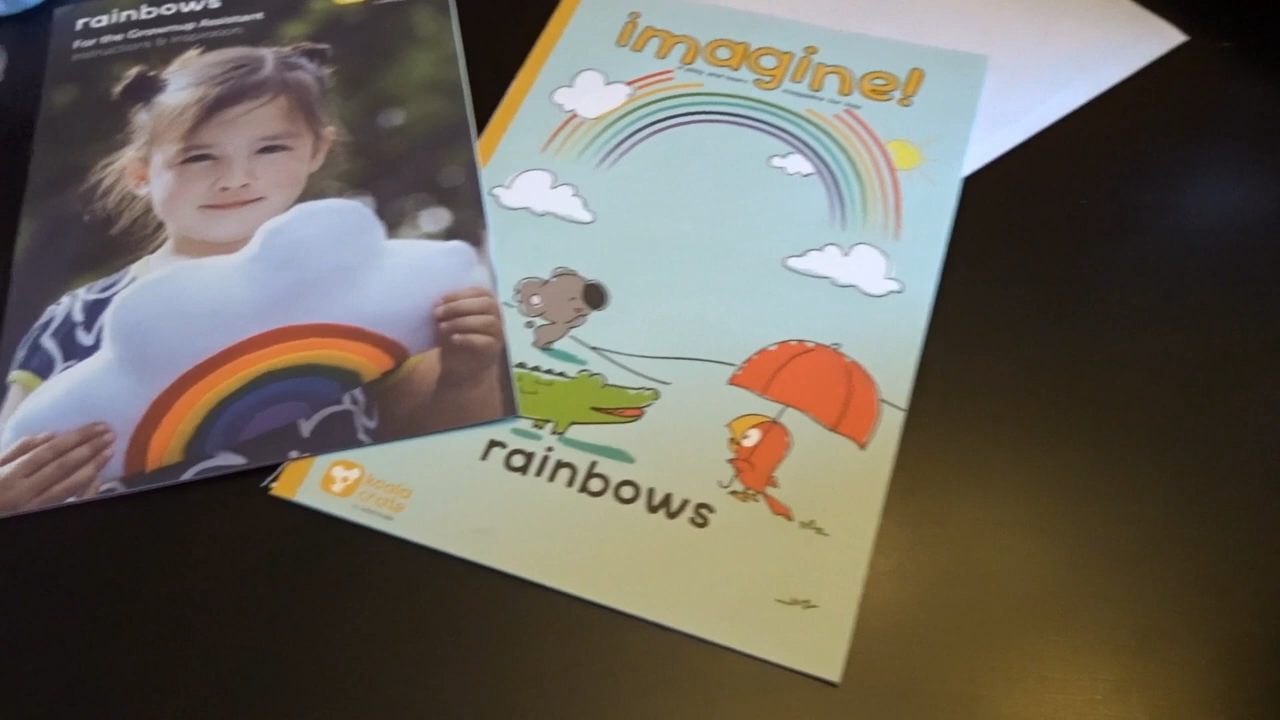 rainbows
For the Grownup Assistant
Instructions & Inspiration
imagine!
rainbows
koala
crate